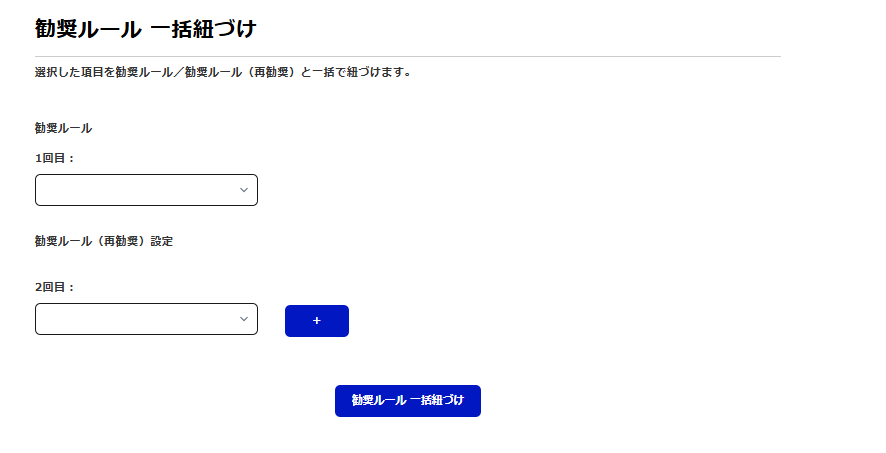 勧奨ルール 一括紐づけ
選択した項目を勧奨ルール／勧奨ルール（再勧奨）と一括で紐づけます。
勧奨ルール
1回目：
勧奨ルール（再勧奨）設定
2回目：
+
勧奨ルール 一括紐づけ